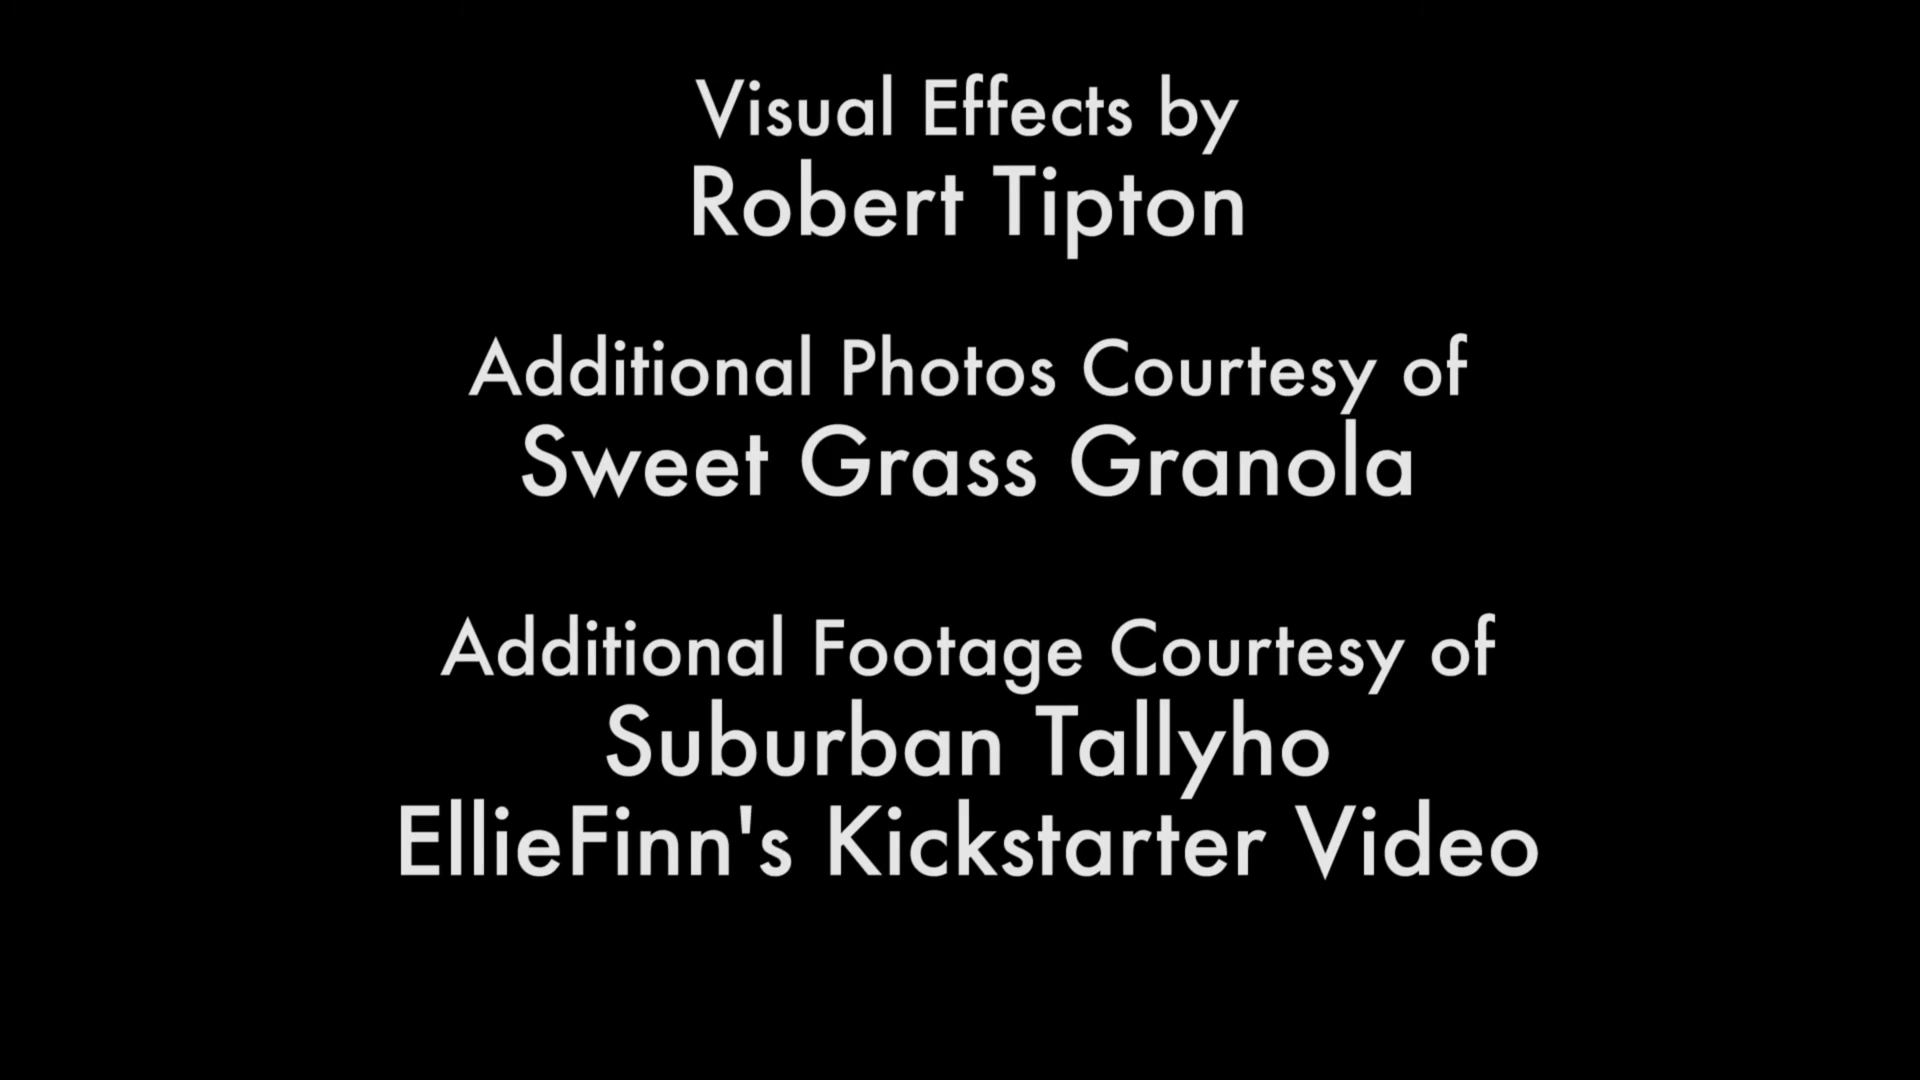 Visual Effects by
Robert Tipton
Additional Photos Courtesy of
Sweet Grass Granola
Additional Footage Courtesy of
Suburban Tallyho
EllieFinn's Kickstarter Video